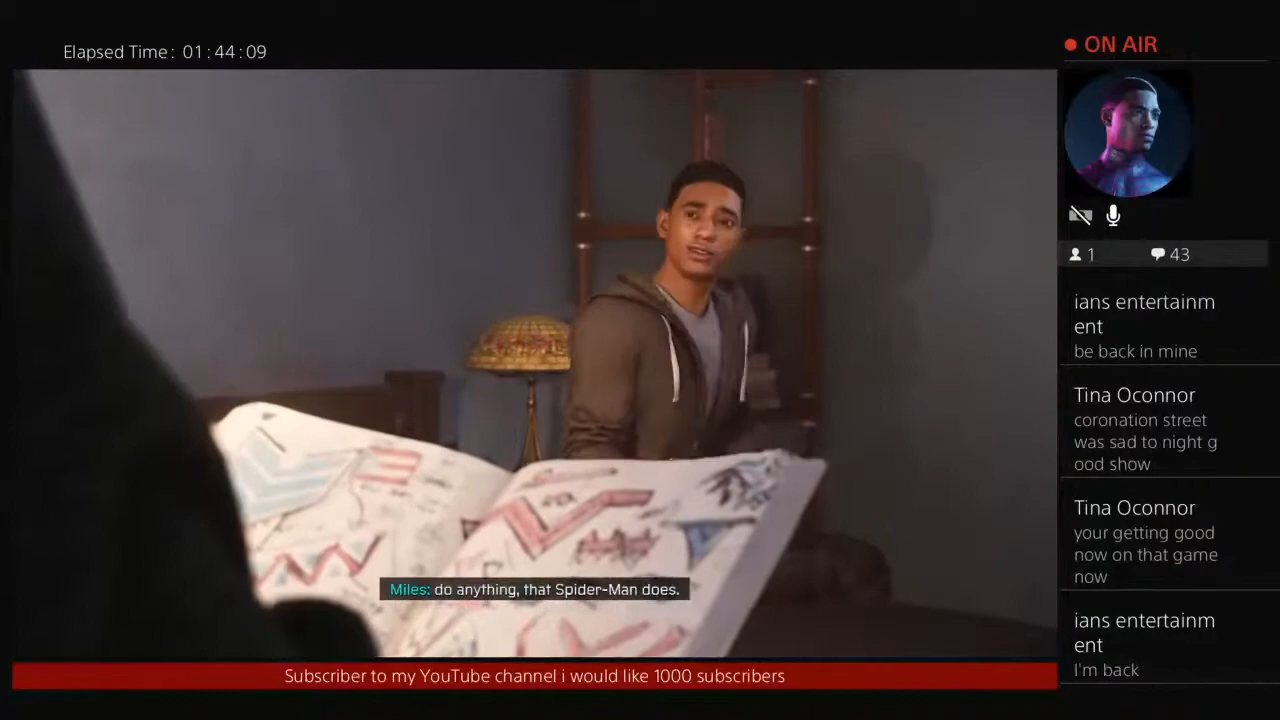 Elapsed Time: 01:44:09
ON AIR
1
43
ians entertainm
ent
be back in mine
Tina Oconnor
coronation street
was sad to night g
ood show
Tina Oconnor
your getting good
now on that game
now
ians entertainm
ent
I'm back
Miles: do anything, that Spider-Man does.
Subscriber to my YouTube channel i would like 1000 subscribers